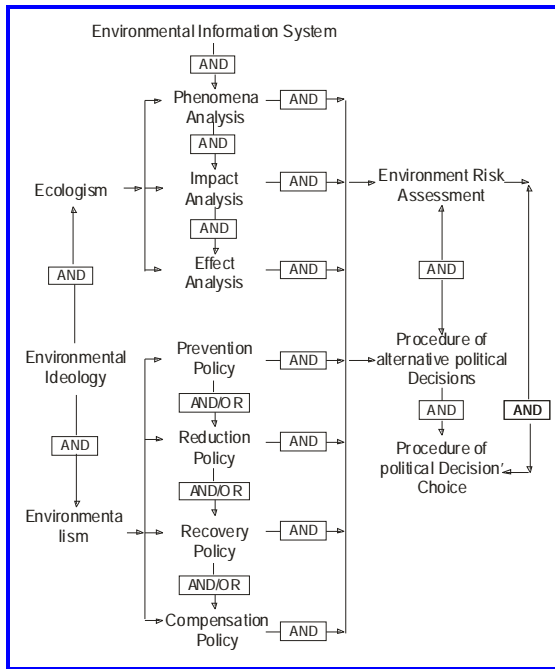 Environmental Information System
AND
Phenomena
Analysis
AND
AND
Ecologism
Impact
Analysis
AND
Environment Risk
Assessment
AND
AND
Effect
Analysis
AND
AND
Environmental
Ideology
Prevention
Policy
AND
Procedure of
alternative political
Decisions
AND/OR
AND
AND
AND
Reduction
Policy
AND
Procedure of
political Decision'
Choice
AND/OR
Environmenta
lism
Recovery
Policy
AND
AND/OR
Compensation
Policy
AND